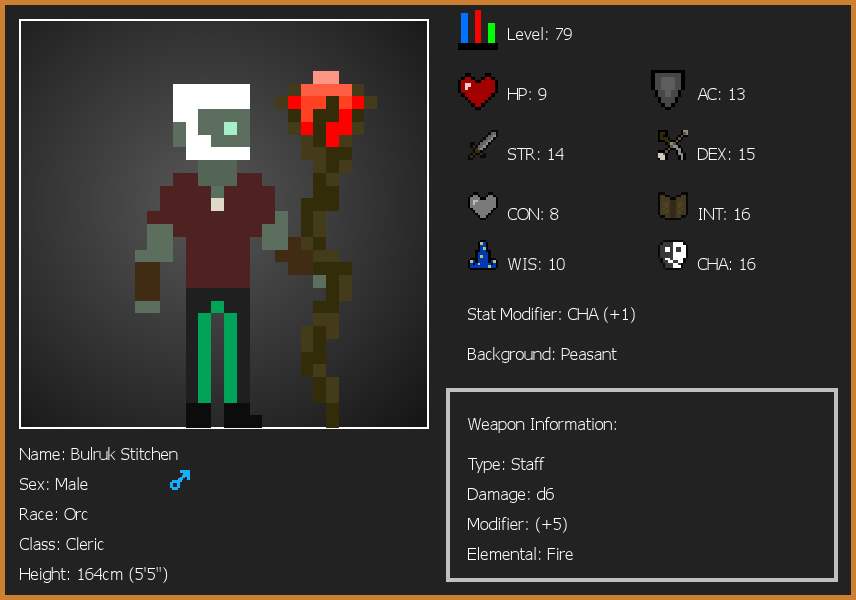 Level: 79
HP: 9
AC: 13
STR: 14
DEX: 15
CON: 8
INT: 16
WIS: 10
CHA: 16
Stat Modifier: CHA (+1)
Background: Peasant
Weapon Information:
Type: Staff
Damage: d6
Modifier: (+5)
Elemental: Fire
Name: Bulruk Stitchen
Sex: Male
Race: Orc
Class: Cleric
Height: 164cm (5'5")